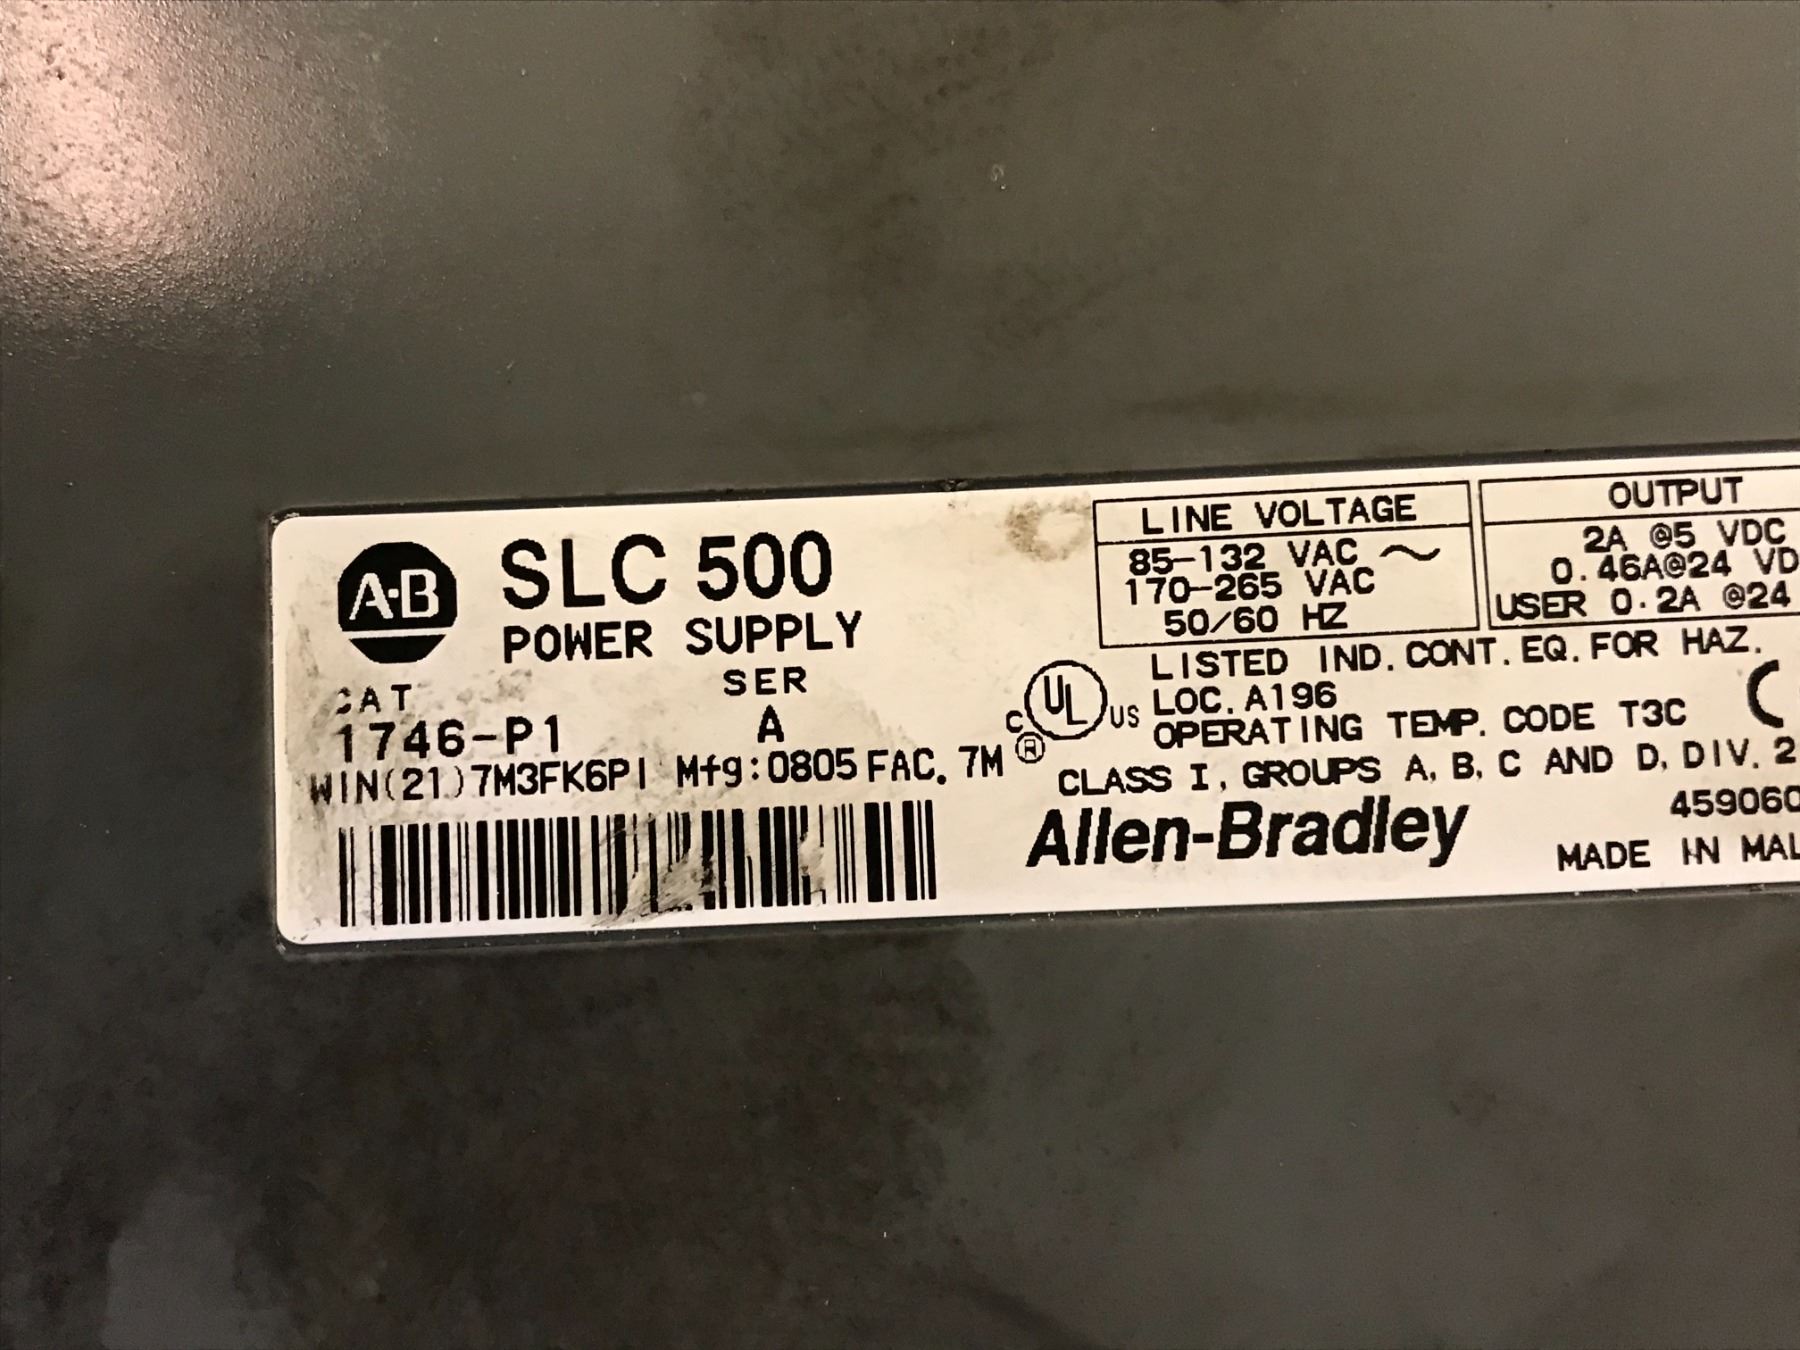 A·B
SLC 500
POWER SUPPLY
CAT
1746-P1
SER
A
WIN(21)7M3FK6P1 Mfg:0805 FAC. 7M
LINE VOLTAGE
85-132 VAC ~
170-265 VAC
50/60 HZ
OUTPUT
2A @5 VDC
0.46A@24 VD
USER 0.2A @24
C UL US ®
LISTED IND. CONT. EQ. FOR HAZ.
LOC. A196
OPERATING TEMP. CODE T3C
CLASS I, GROUPS A, B, C AND D, DIV. 2
459060
Allen-Bradley
MADE IN MAL